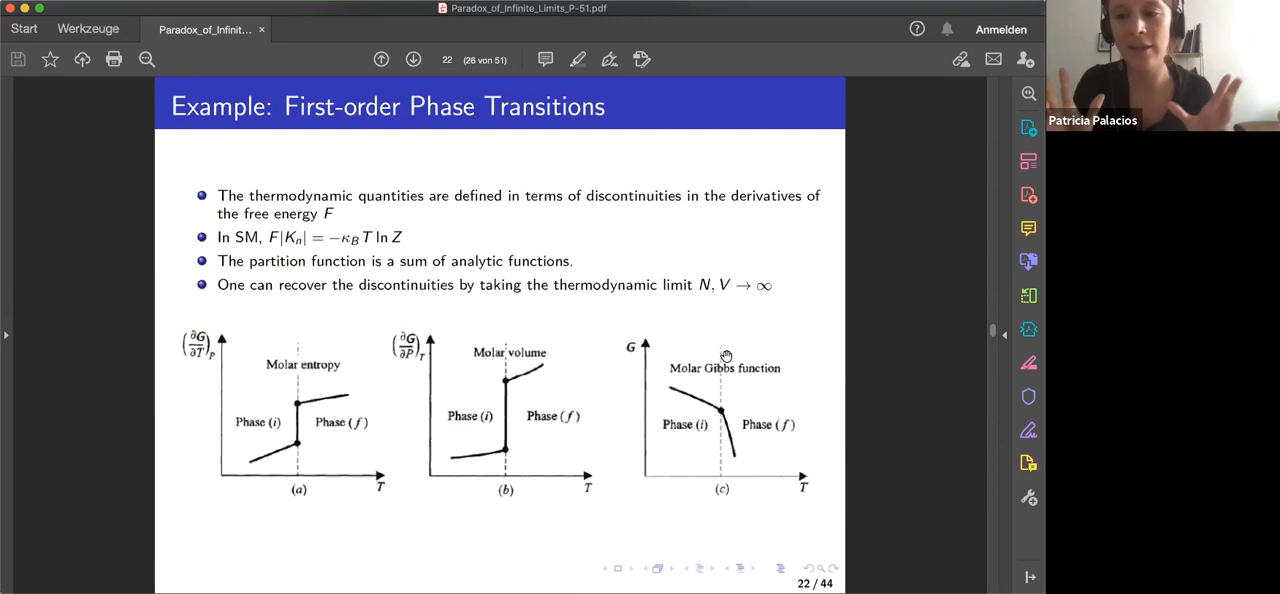 Paradox_of_Infinite_Limits_P-51.pdf
Start Werkzeuge Paradox_of_Infinit... × Anmelden
22 (26 von 51)
Patricia Palacios
Example: First-order Phase Transitions
The thermodynamic quantities are defined in terms of discontinuities in the derivatives of
the free energy F
In SM, F|Kₙ| = −κ_B T ln Z
The partition function is a sum of analytic functions.
One can recover the discontinuities by taking the thermodynamic limit N, V → ∞
(∂G/∂T)_P
Molar entropy
Phase (i) Phase (f)
T
(a)
(∂G/∂P)_T
Molar volume
Phase (i) Phase (f)
T
(b)
G
Molar Gibbs function
Phase (i) Phase (f)
T
(c)
22 / 44